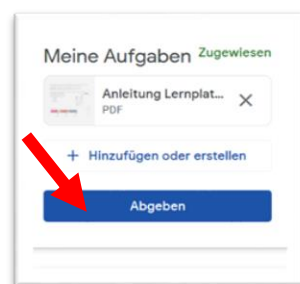 Meine Aufgaben Zugewiesen
Anleitung Lernplat...
PDF
+ Hinzufügen oder erstellen
Abgeben